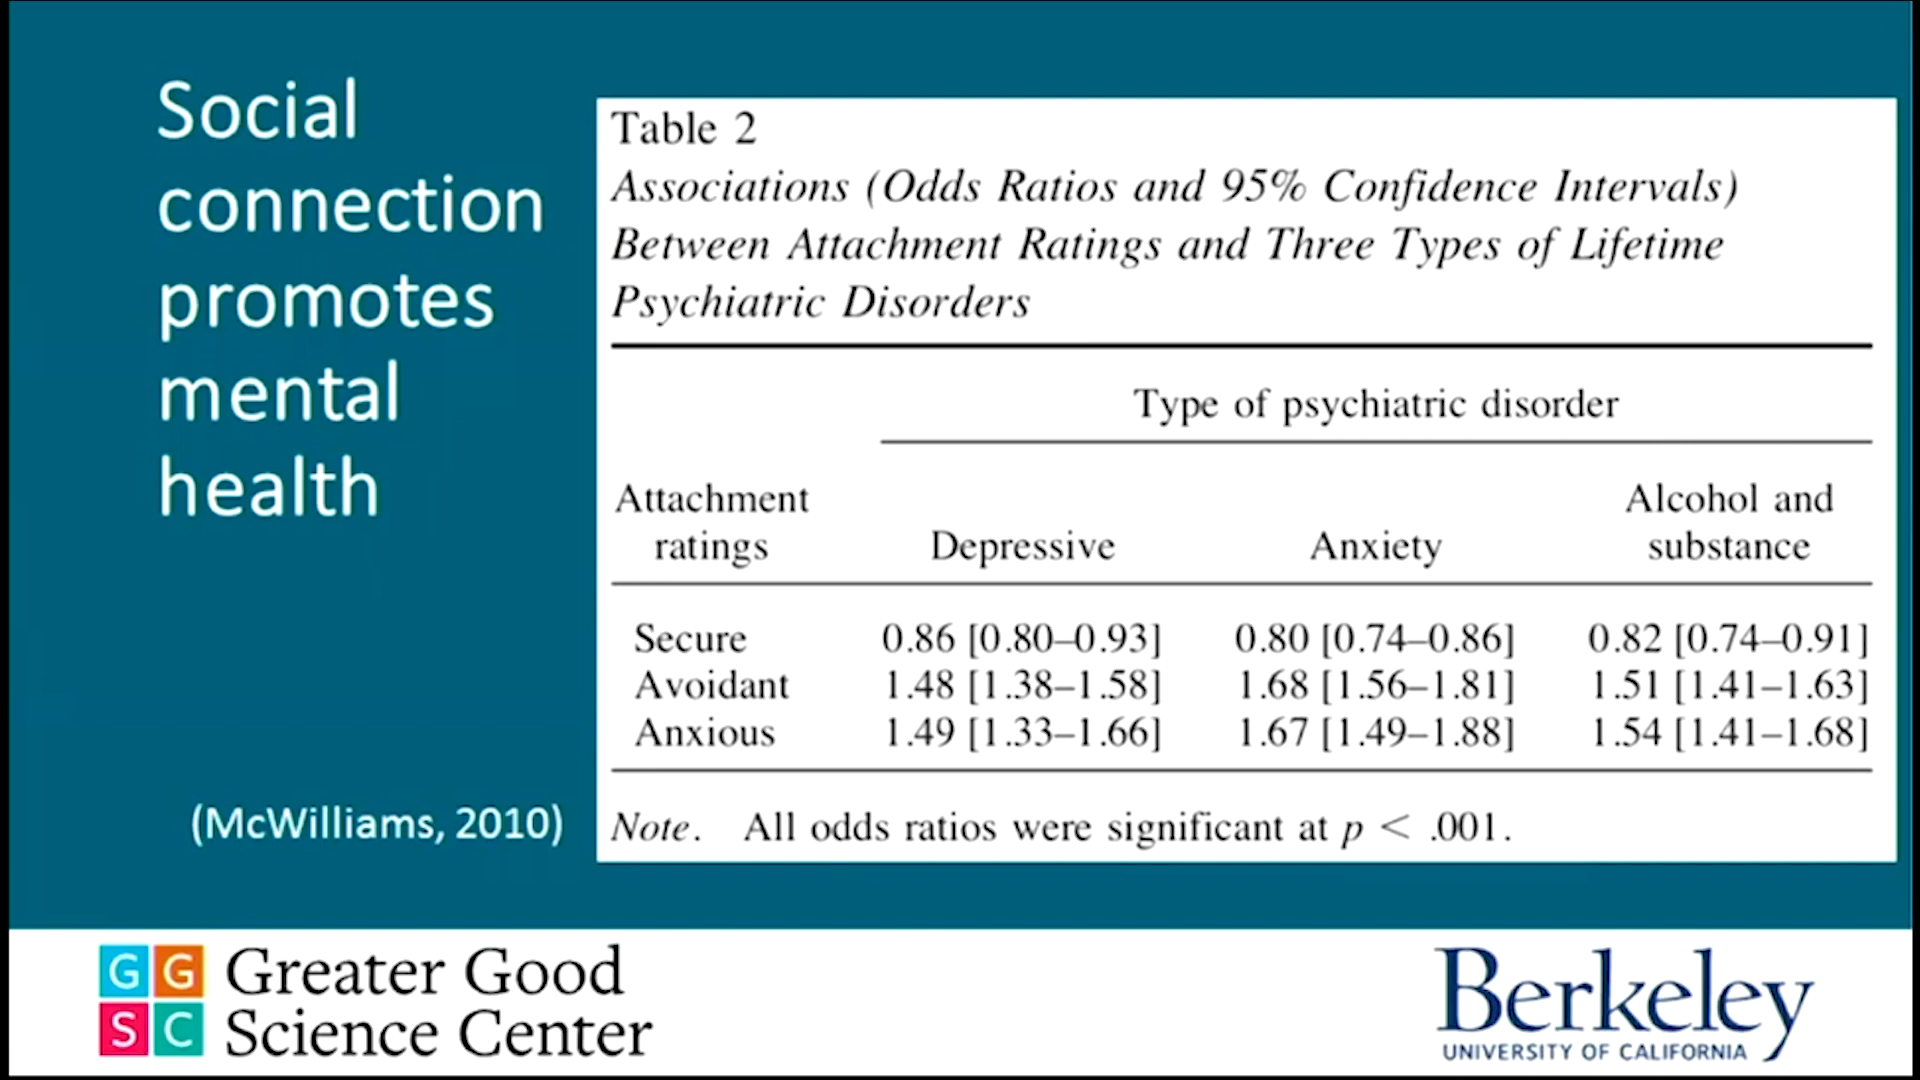 Social
connection
promotes
mental
health
(McWilliams, 2010)
Table 2
Associations (Odds Ratios and 95% Confidence Intervals)
Between Attachment Ratings and Three Types of Lifetime
Psychiatric Disorders
Type of psychiatric disorder
Attachment ratings Depressive Anxiety Alcohol and substance
Secure 0.86 [0.80–0.93] 0.80 [0.74–0.86] 0.82 [0.74–0.91]
Avoidant 1.48 [1.38–1.58] 1.68 [1.56–1.81] 1.51 [1.41–1.63]
Anxious 1.49 [1.33–1.66] 1.67 [1.49–1.88] 1.54 [1.41–1.68]
Note. All odds ratios were significant at p < .001.
G G
S C
Greater Good
Science Center
Berkeley
UNIVERSITY OF CALIFORNIA